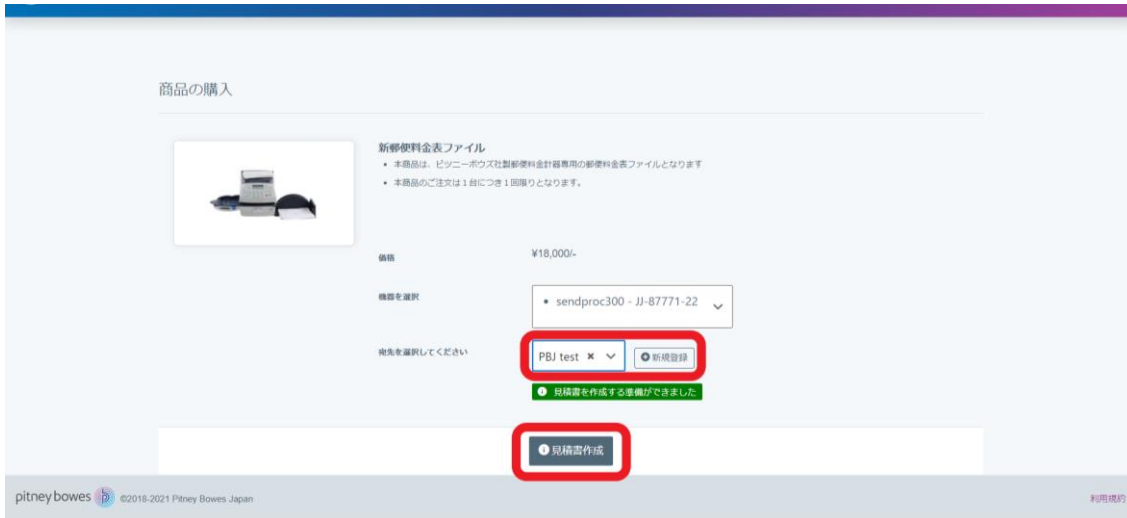 商品の購入
新郵便料金表ファイル
• 本商品は、ピツニーボウズ社製郵便料金計器専用の郵便料金表ファイルとなります
• 本商品のご注文は1台につき1回限りとなります。
価格
¥18,000/-
機器を選択
• sendproc300 - JJ-87771-22
宛先を選択してください
PBJ test ×
新規登録
見積書を作成する準備ができました
見積書作成
pitney bowes ©2018-2021 Pitney Bowes Japan
利用規約